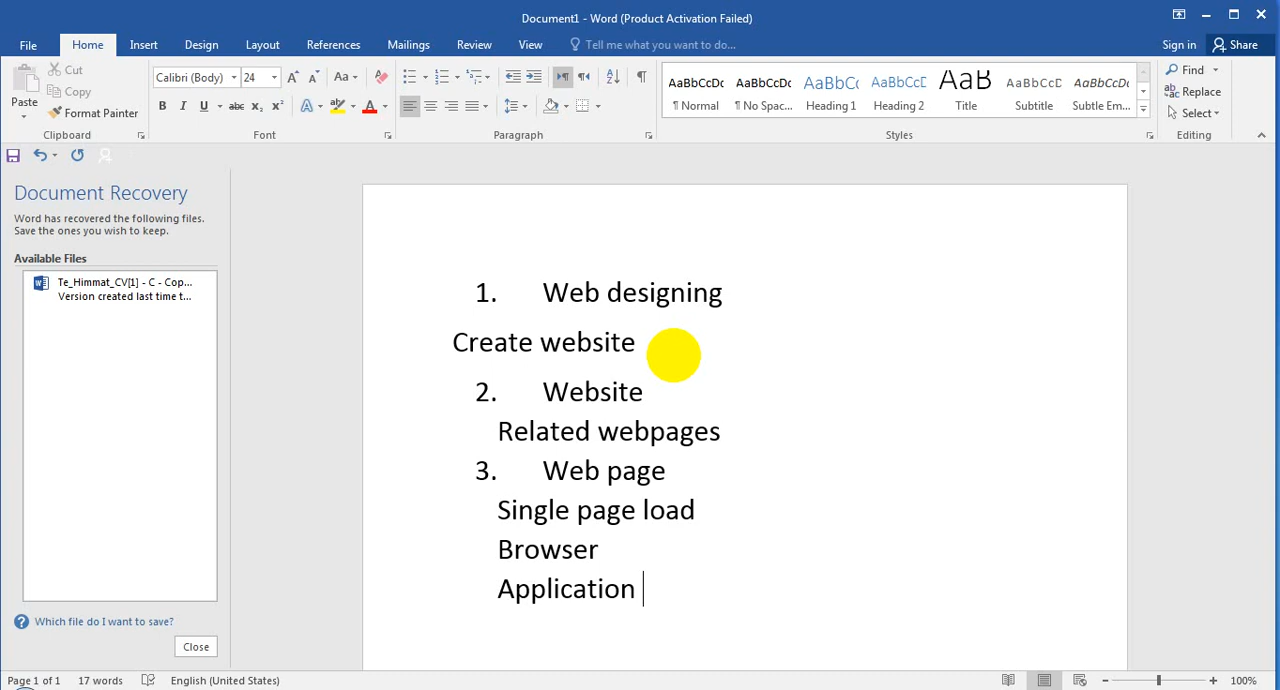 Document1 - Word (Product Activation Failed)
File Home Insert Design Layout References Mailings Review View Tell me what you want to do... Sign in Share
Paste
Cut
Copy
Format Painter
Clipboard
Calibri (Body) 24
Font
Paragraph
AaBbCcDc AaBbCcDc AaBbCc AaBbCcD AaB AaBbCcD AaBbCcDc
¶ Normal ¶ No Spac... Heading 1 Heading 2 Title Subtitle Subtle Em...
Styles
Find
Replace
Select
Editing
Document Recovery
Word has recovered the following files.
Save the ones you wish to keep.
Available Files
Te_Himmat_CV[1] - C - Cop...
Version created last time t...
Which file do I want to save?
Close
1. Web designing
Create website
2. Website
Related webpages
3. Web page
Single page load
Browser
Application
Page 1 of 1 17 words English (United States) 100%